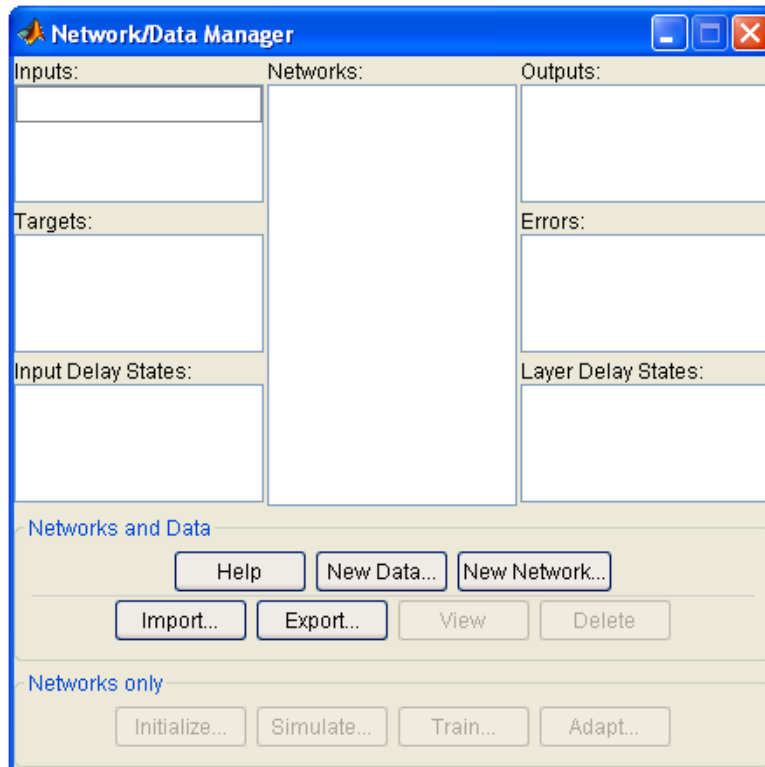 Network/Data Manager
Inputs:
Networks:
Outputs:
Targets:
Errors:
Input Delay States:
Layer Delay States:
Networks and Data
Help
New Data...
New Network...
Import...
Export...
View
Delete
Networks only
Initialize...
Simulate...
Train...
Adapt...